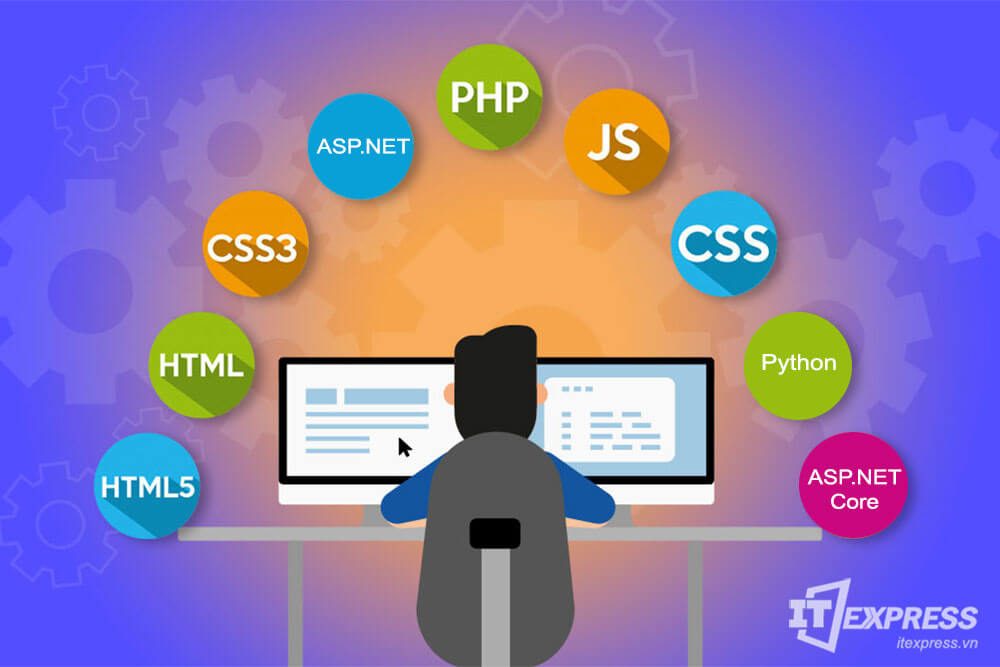 PHP
ASP.NET
JS
CSS3
CSS
HTML
Python
HTML5
ASP.NET
Core
IT EXPRESS
itexpress.vn